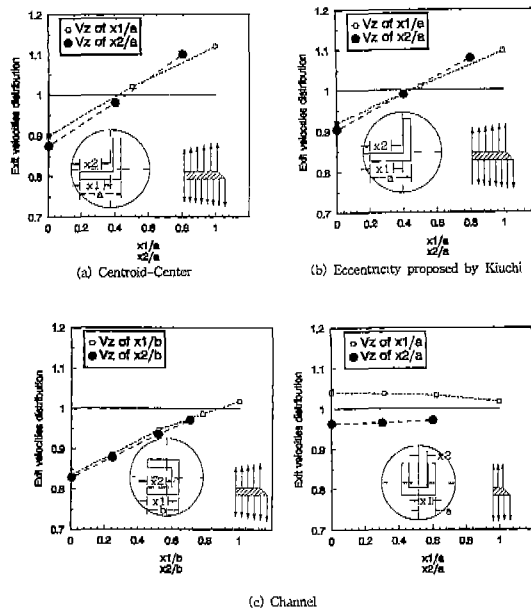 1.2
1.1
1
0.9
0.8
0.7
Exit velocities distribution
Vz of x1/a
Vz of x2/a
x2
x1
a
0 0.2 0.4 0.6 0.8 1
x1/a
x2/a
(a) Centroid-Center
1.2
1.1
1
0.9
0.8
0.7
Exit velocities distribution
Vz of x1/a
Vz of x2/a
x2
x1
a
0 0.2 0.4 0.6 0.8 1
x1/a
x2/a
(b) Eccentricity proposed by Kiuchi
1.2
1.1
1
0.9
0.8
0.7
Exit velocities distribution
Vz of x1/b
Vz of x2/b
x2
x1
b
0 0.2 0.4 0.6 0.8 1
x1/b
x2/b
1.2
1.1
1
0.9
0.8
0.7
Exit velocities distribution
Vz of x1/a
Vz of x2/a
x2
x1
a
0 0.2 0.4 0.6 0.8 1
x1/a
x2/a
(c) Channel